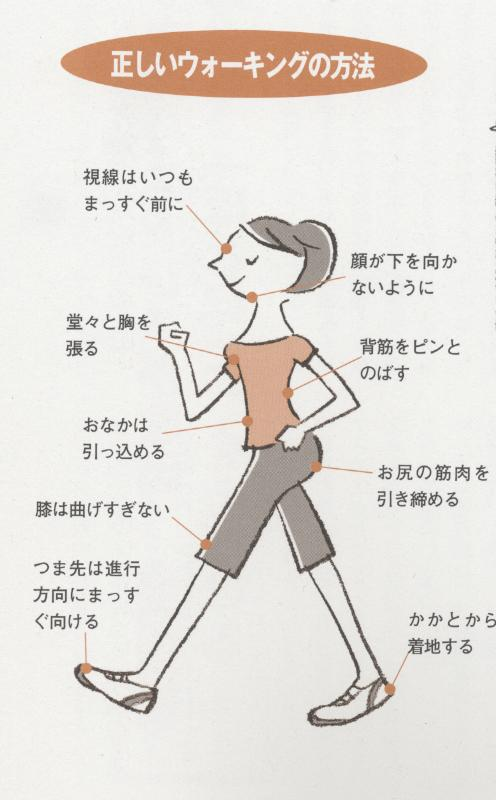 正しいウォーキングの方法
視線はいつも
まっすぐ前に
顔が下を向か
ないように
堂々と胸を
張る
背筋をピンと
のばす
おなかは
引っ込める
お尻の筋肉を
引き締める
膝は曲げすぎない
つま先は進行
方向にまっす
ぐ向ける
かかとから
着地する